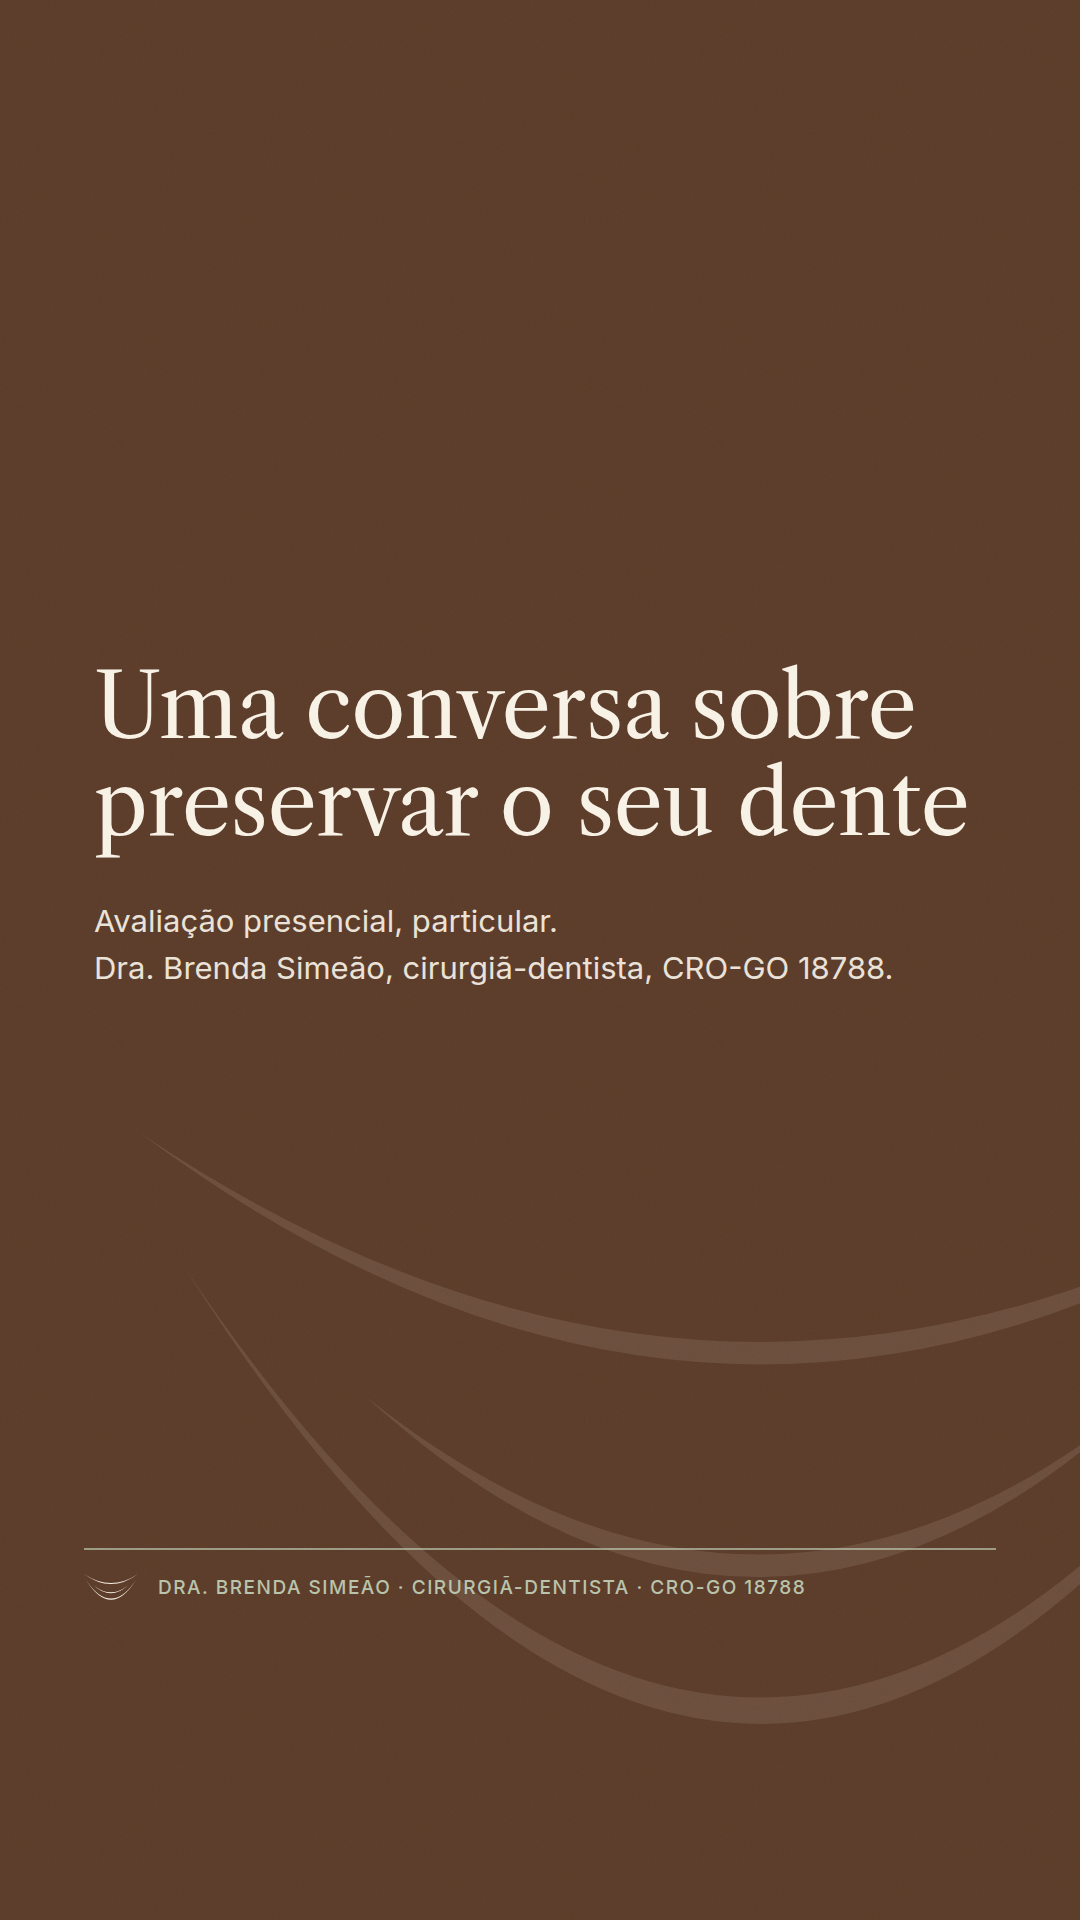 Uma conversa sobre
preservar o seu dente
Avaliação presencial, particular.
Dra. Brenda Simeão, cirurgiã-dentista, CRO-GO 18788.
DRA. BRENDA SIMEÃO · CIRURGIÃ-DENTISTA · CRO-GO 18788